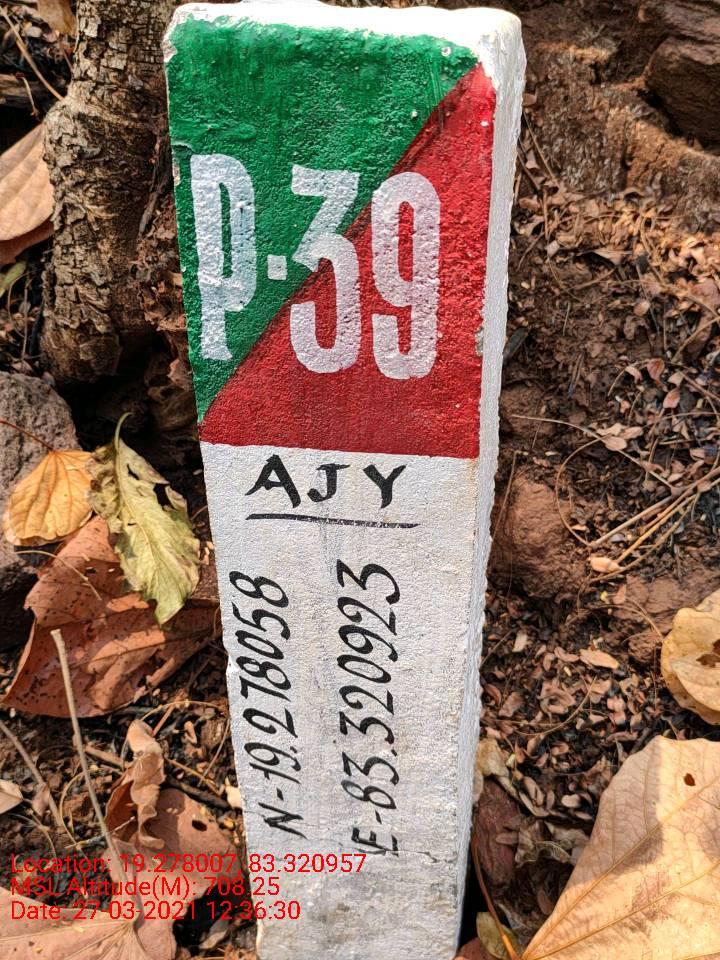 P-39
AJY
N-19.278058
E-83.320923
Location: 19.278007, 83.320957
MSL Altitude(M): 708.25
Date: 27-03-2021 12:36:30